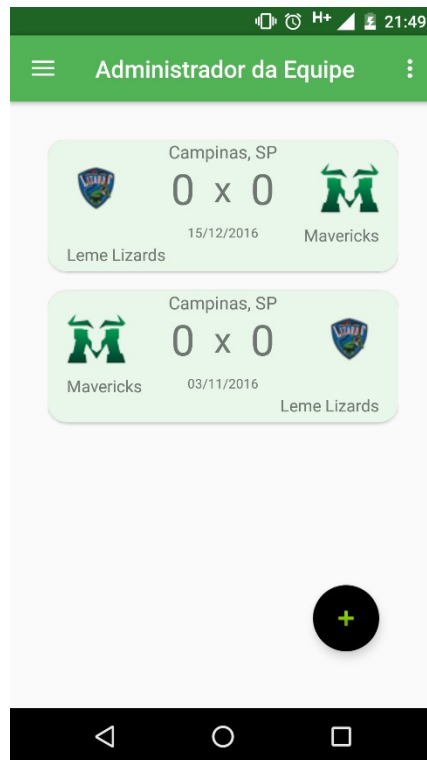 H+ 21:49
Administrador da Equipe
Campinas, SP
0 x 0
15/12/2016
Mavericks
Leme Lizards
Campinas, SP
0 x 0
Mavericks
03/11/2016
Leme Lizards
+